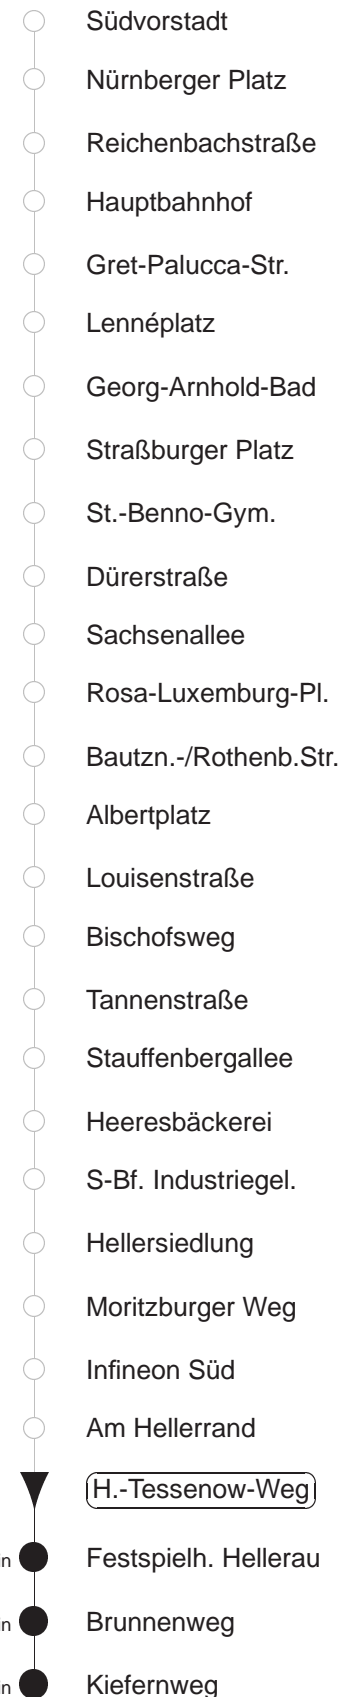 Südvorstadt
Nürnberger Platz
Reichenbachstraße
Hauptbahnhof
Gret-Palucca-Str.
Lennéplatz
Georg-Arnhold-Bad
Straßburger Platz
St.-Benno-Gym.
Dürerstraße
Sachsenallee
Rosa-Luxemburg-Pl.
Bautzn.-/Rothenb.Str.
Albertplatz
Louisenstraße
Bischofsweg
Tannenstraße
Stauffenbergallee
Heeresbäckerei
S-Bf. Industriegel.
Hellersiedlung
Moritzburger Weg
Infineon Süd
Am Hellerrand
H.-Tessenow-Weg
Festspielh. Hellerau
Brunnenweg
Kiefernweg